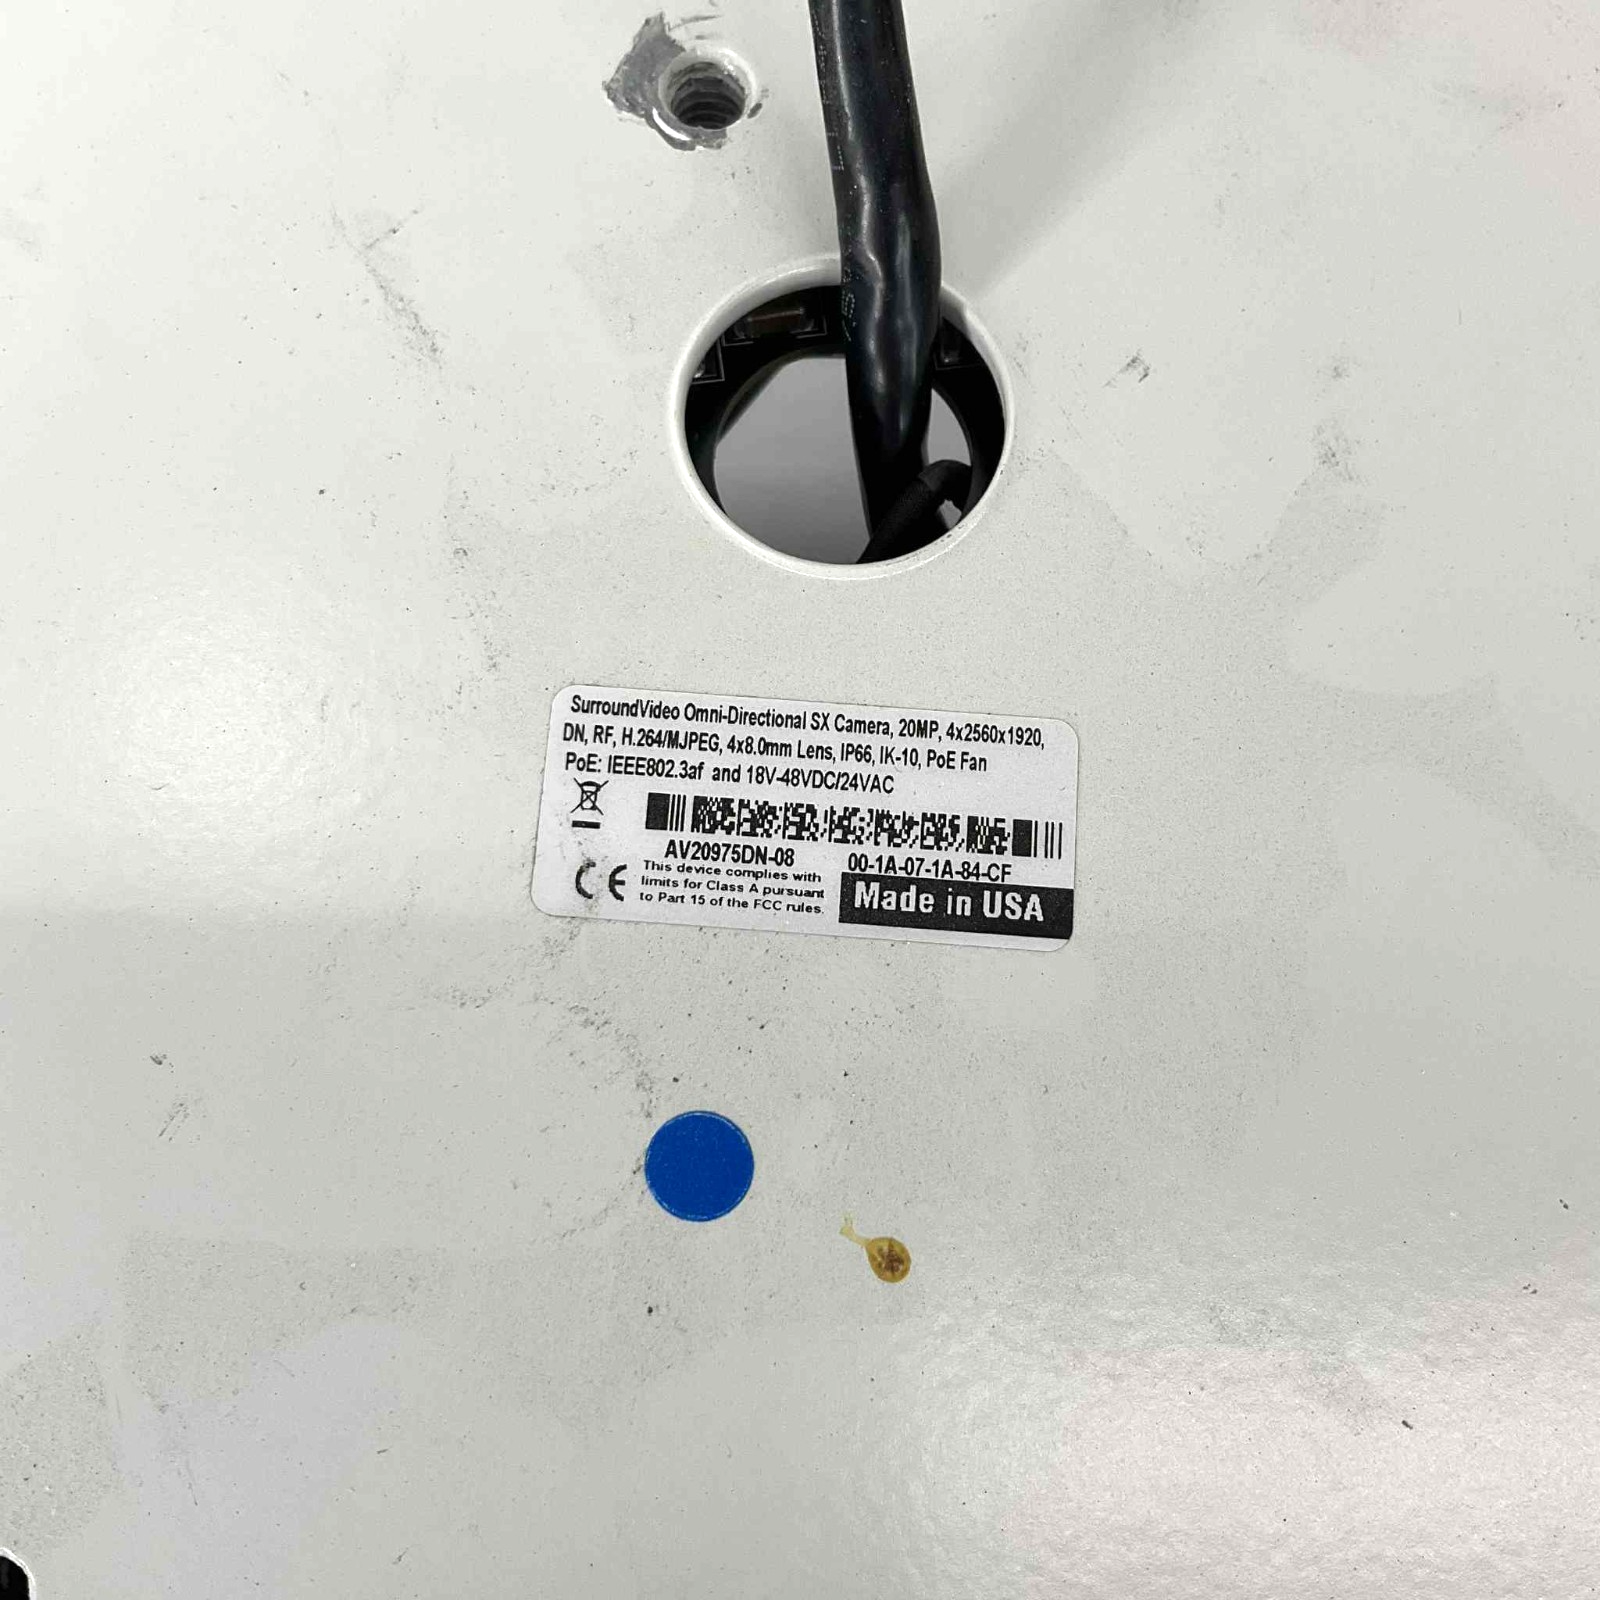 SurroundVideo Omni-Directional SX Camera, 20MP, 4x2560x1920,
DN, RF, H.264/MJPEG, 4x8.0mm Lens, IP66, IK-10, PoE Fan
PoE: IEEE802.3af and 18V-48VDC/24VAC
AV20975DN-08 00-1A-07-1A-84-CF
CE
This device complies with
limits for Class A pursuant
to Part 15 of the FCC rules.
Made in USA